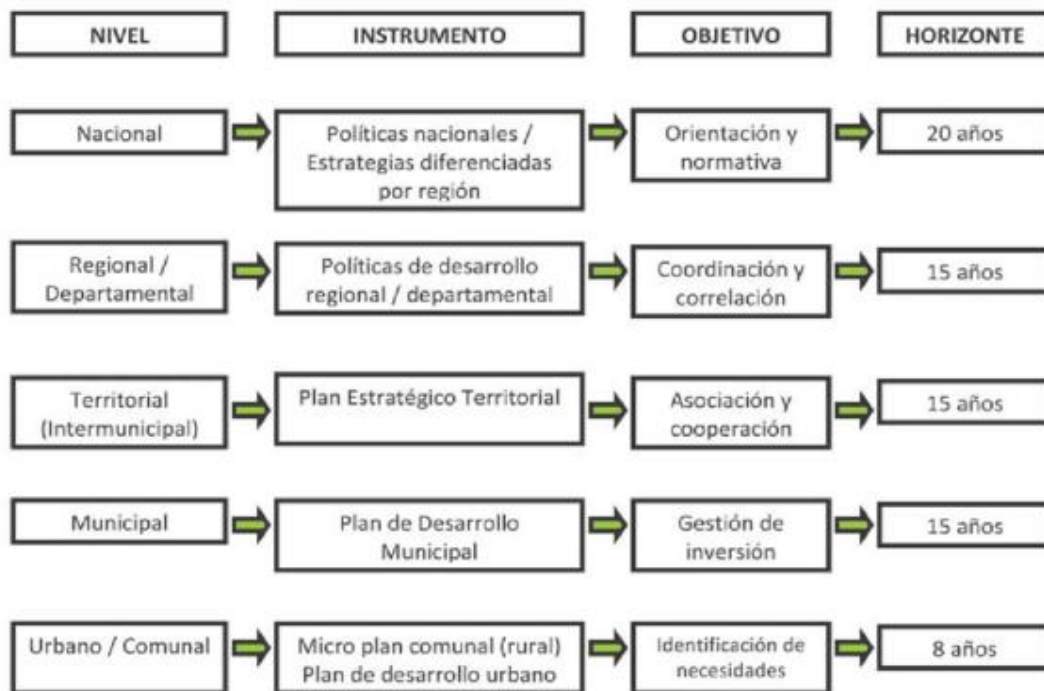 NIVEL
INSTRUMENTO
OBJETIVO
HORIZONTE
Nacional
Políticas nacionales /
Estrategias diferenciadas
por región
Orientación y
normativa
20 años
Regional /
Departamental
Políticas de desarrollo
regional / departamental
Coordinación y
correlación
15 años
Territorial
(Intermunicipal)
Plan Estratégico Territorial
Asociación y
cooperación
15 años
Municipal
Plan de Desarrollo
Municipal
Gestión de
inversión
15 años
Urbano / Comunal
Micro plan comunal (rural)
Plan de desarrollo urbano
Identificación de
necesidades
8 años